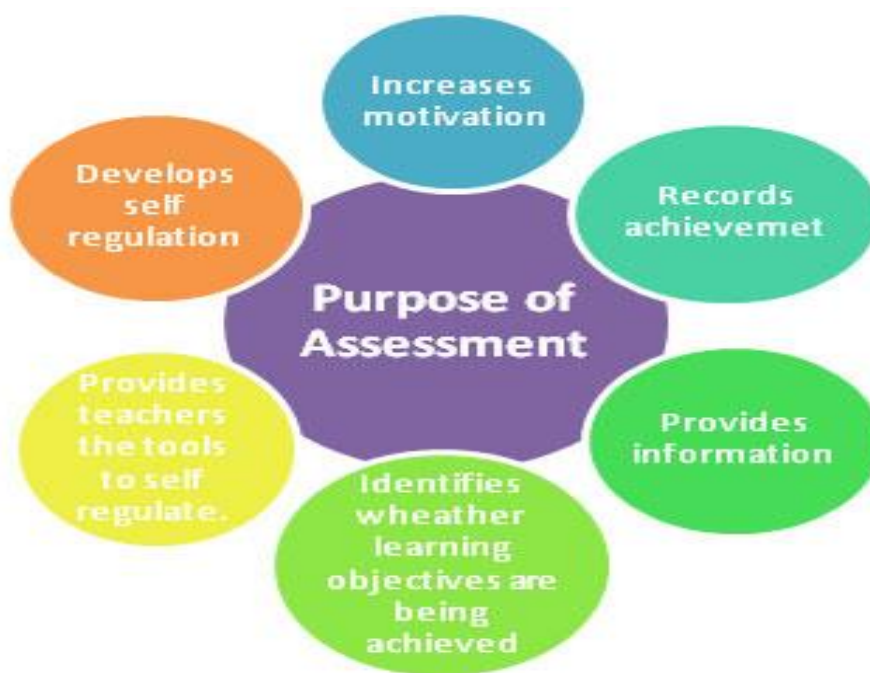 Purpose of
Assessment
Increases
motivation
Records
achievemet
Provides
information
Identifies
wheather
learning
objectives are
being
achieved
Provides
teachers
the tools
to self
regulate.
Develops
self
regulation